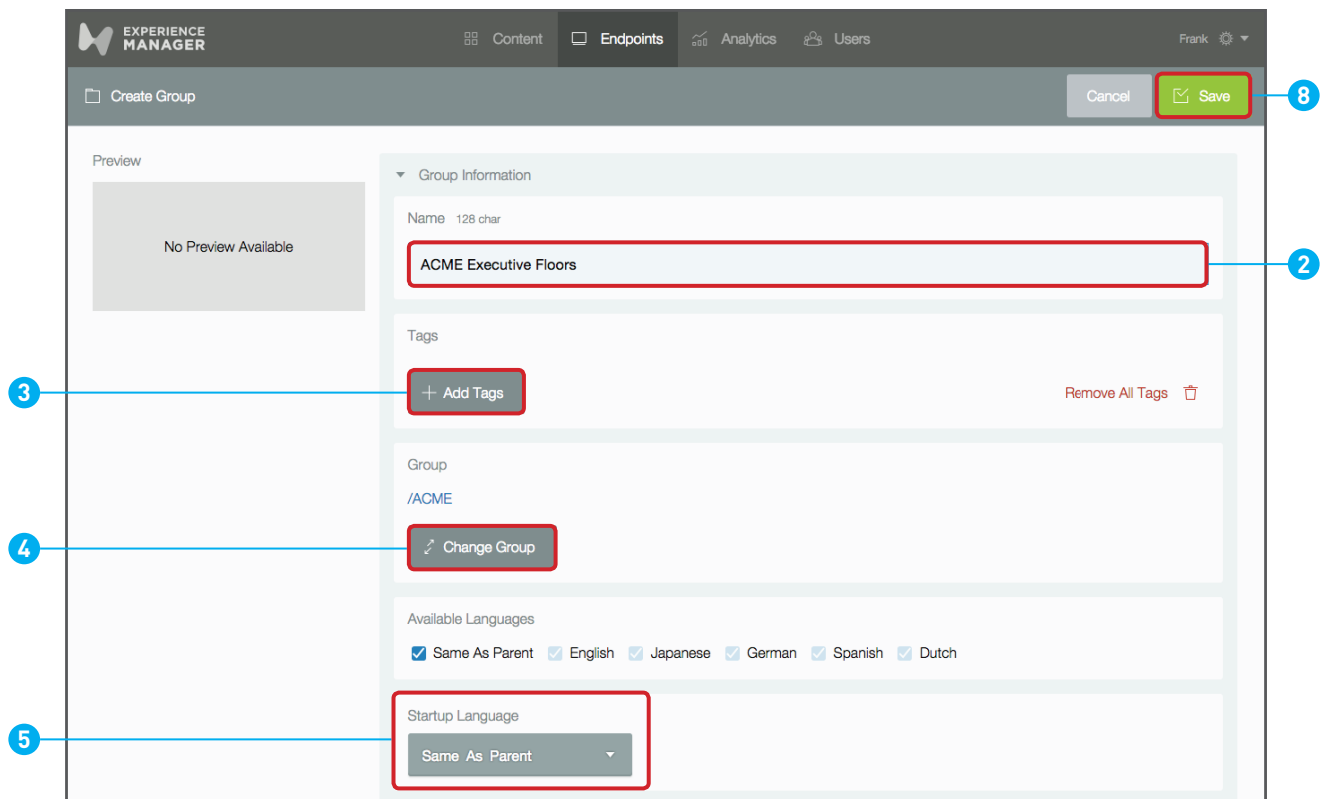 EXPERIENCE
MANAGER
Content Endpoints Analytics Users Frank
Create Group Cancel Save 8
Preview
Group Information
Name 128 char
No Preview Available
ACME Executive Floors 2
Tags
3 Add Tags Remove All Tags
Group
/ACME
4 Change Group
Available Languages
Same As Parent English Japanese German Spanish Dutch
Startup Language
5 Same As Parent